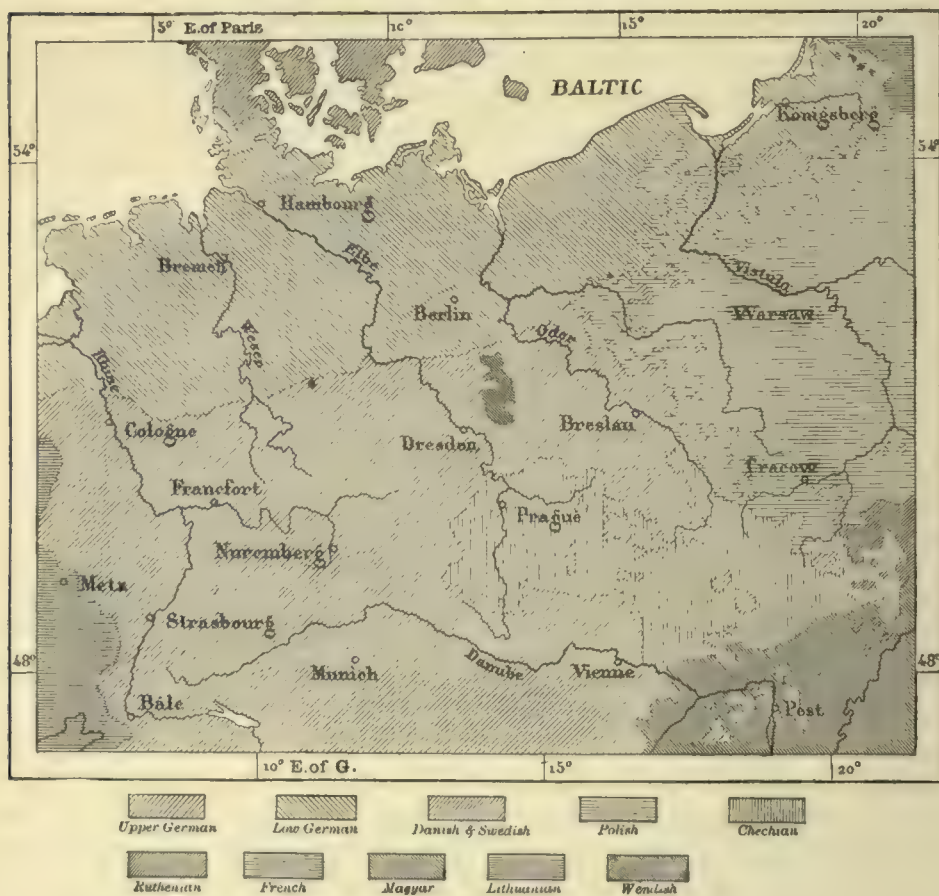 5° E. of Paris 10° 15° 20°
BALTIC
Königsberg
54° 54°
Hambourg
Elbe
Bremen
Vistula
Berlin
Warsaw
Weser
Oder
Rhine
Cologne
Dresden
Breslau
Cracow
Francfort
Prague
Nuremberg
Metz
Strasbourg
48° 48°
Munich
Danube
Vienne
Pest
Bâle
10° E. of G. 15° 20°
Upper German Low German Danish & Swedish Polish Chechian
Ruthenian French Magyar Lithuanian Wendish